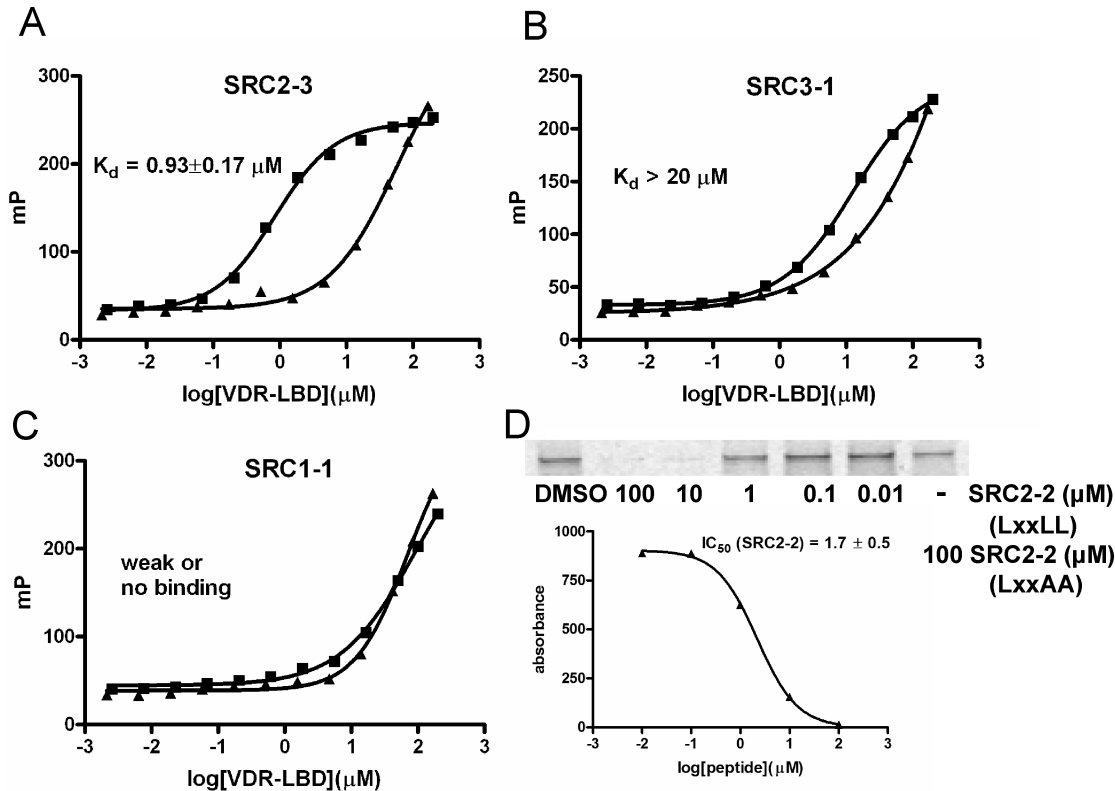 A
SRC2-3
300
200
100
0
mP
K_d = 0.93±0.17 µM
-3 -2 -1 0 1 2 3
log[VDR-LBD](µM)
B
SRC3-1
250
200
150
100
50
0
mP
K_d > 20 µM
-3 -2 -1 0 1 2 3
log[VDR-LBD](µM)
C
SRC1-1
300
200
100
0
mP
weak or
no binding
-3 -2 -1 0 1 2 3
log[VDR-LBD](µM)
D
DMSO 100 10 1 0.1 0.01 - SRC2-2 (µM)
(LxxLL)
100 SRC2-2 (µM)
(LxxAA)
1000
750
500
250
0
absorbance
IC50 (SRC2-2) = 1.7 ± 0.5
-3 -2 -1 0 1 2 3
log[peptide](µM)